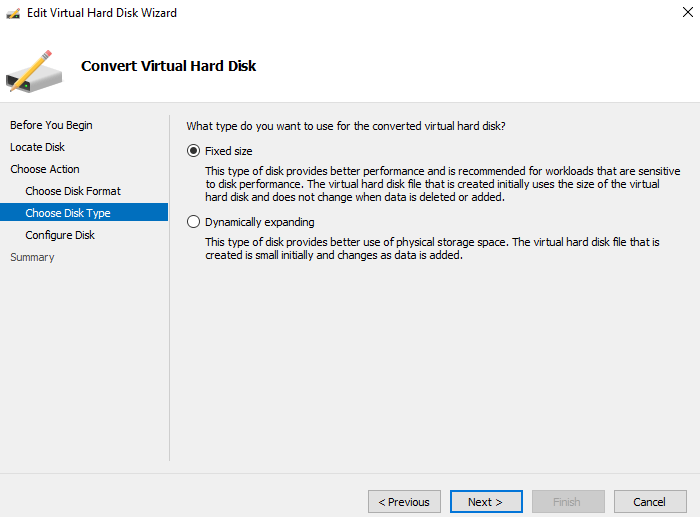 Edit Virtual Hard Disk Wizard
Convert Virtual Hard Disk
Before You Begin
Locate Disk
Choose Action
Choose Disk Format
Choose Disk Type
Configure Disk
Summary
What type do you want to use for the converted virtual hard disk?
Fixed size
This type of disk provides better performance and is recommended for workloads that are sensitive
to disk performance. The virtual hard disk file that is created initially uses the size of the virtual
hard disk and does not change when data is deleted or added.
Dynamically expanding
This type of disk provides better use of physical storage space. The virtual hard disk file that is
created is small initially and changes as data is added.
< Previous
Next >
Finish
Cancel